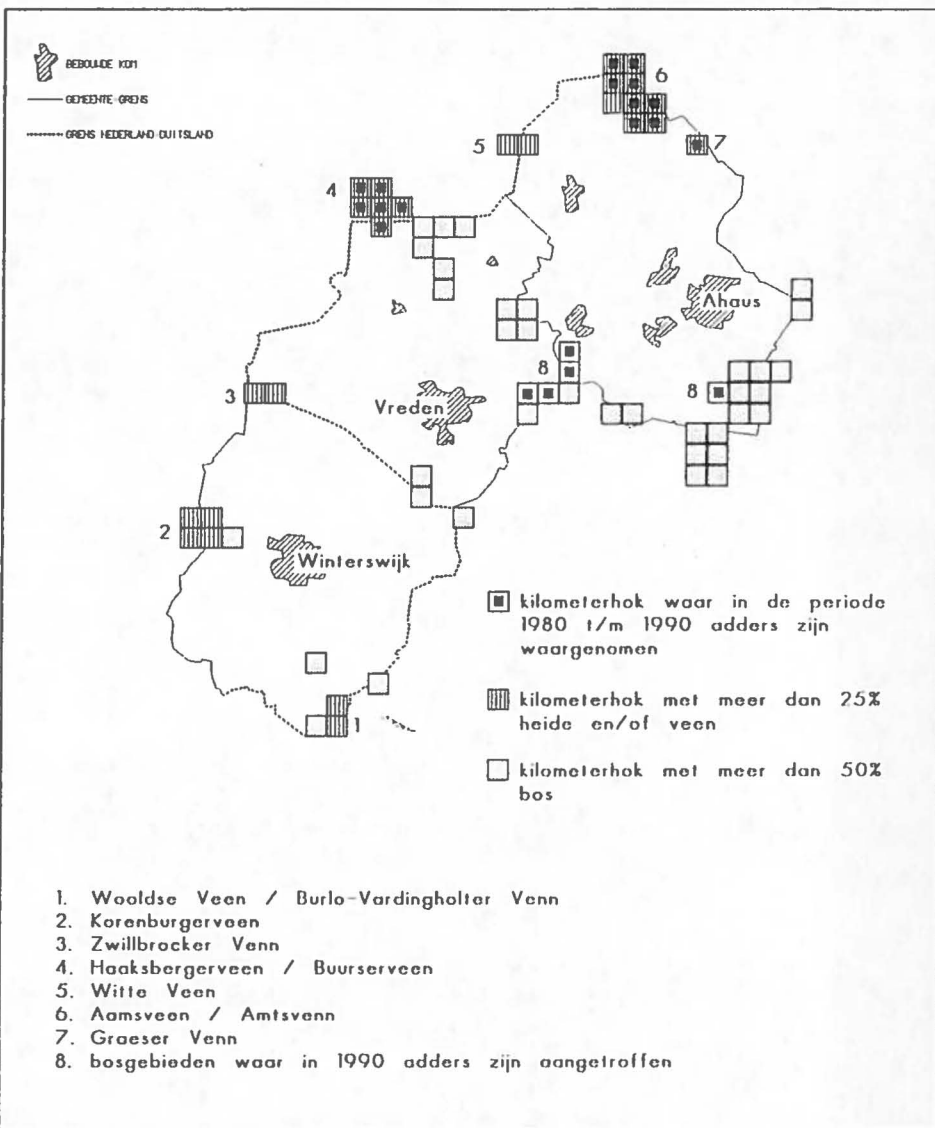 BEBOUWDE KOM
GEMEENTE-GRENS
GRENS NEDERLAND-DUITSLAND
6
5
7
4
Ahaus
8
3
Vreden
8
2
Winterswijk
kilometerhok waar in de periode
1980 t/m 1990 adders zijn
waargenomen
kilometerhok met meer dan 25%
heide en/of veen
1
kilometerhok met meer dan 50%
bos
1. Wooldse Veen / Burlo-Vardingholter Venn
2. Korenburgerveen
3. Zwillbrocker Venn
4. Haaksbergerveen / Buurserveen
5. Witte Veen
6. Aamsveen / Amtsvenn
7. Graeser Venn
8. bosgebieden waar in 1990 adders zijn aangetroffen